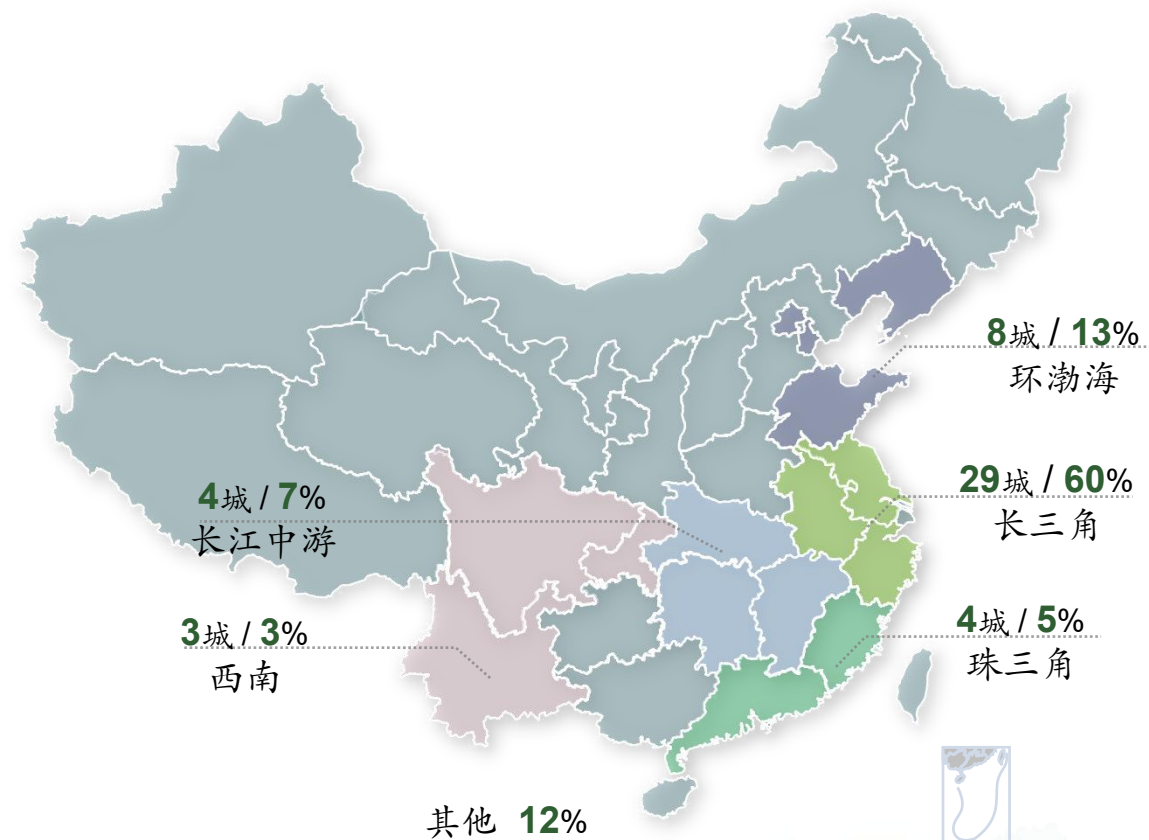 8城 / 13%
环渤海
29城 / 60%
长三角
4城 / 7%
长江中游
3城 / 3%
西南
4城 / 5%
珠三角
其他 12%